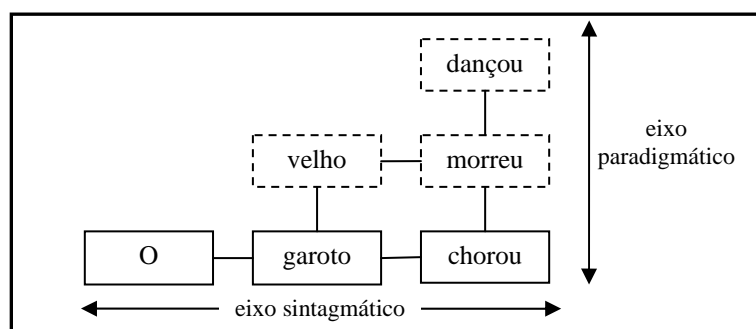 dançou
eixo
paradigmático
velho
morreu
O
garoto
chorou
eixo sintagmático